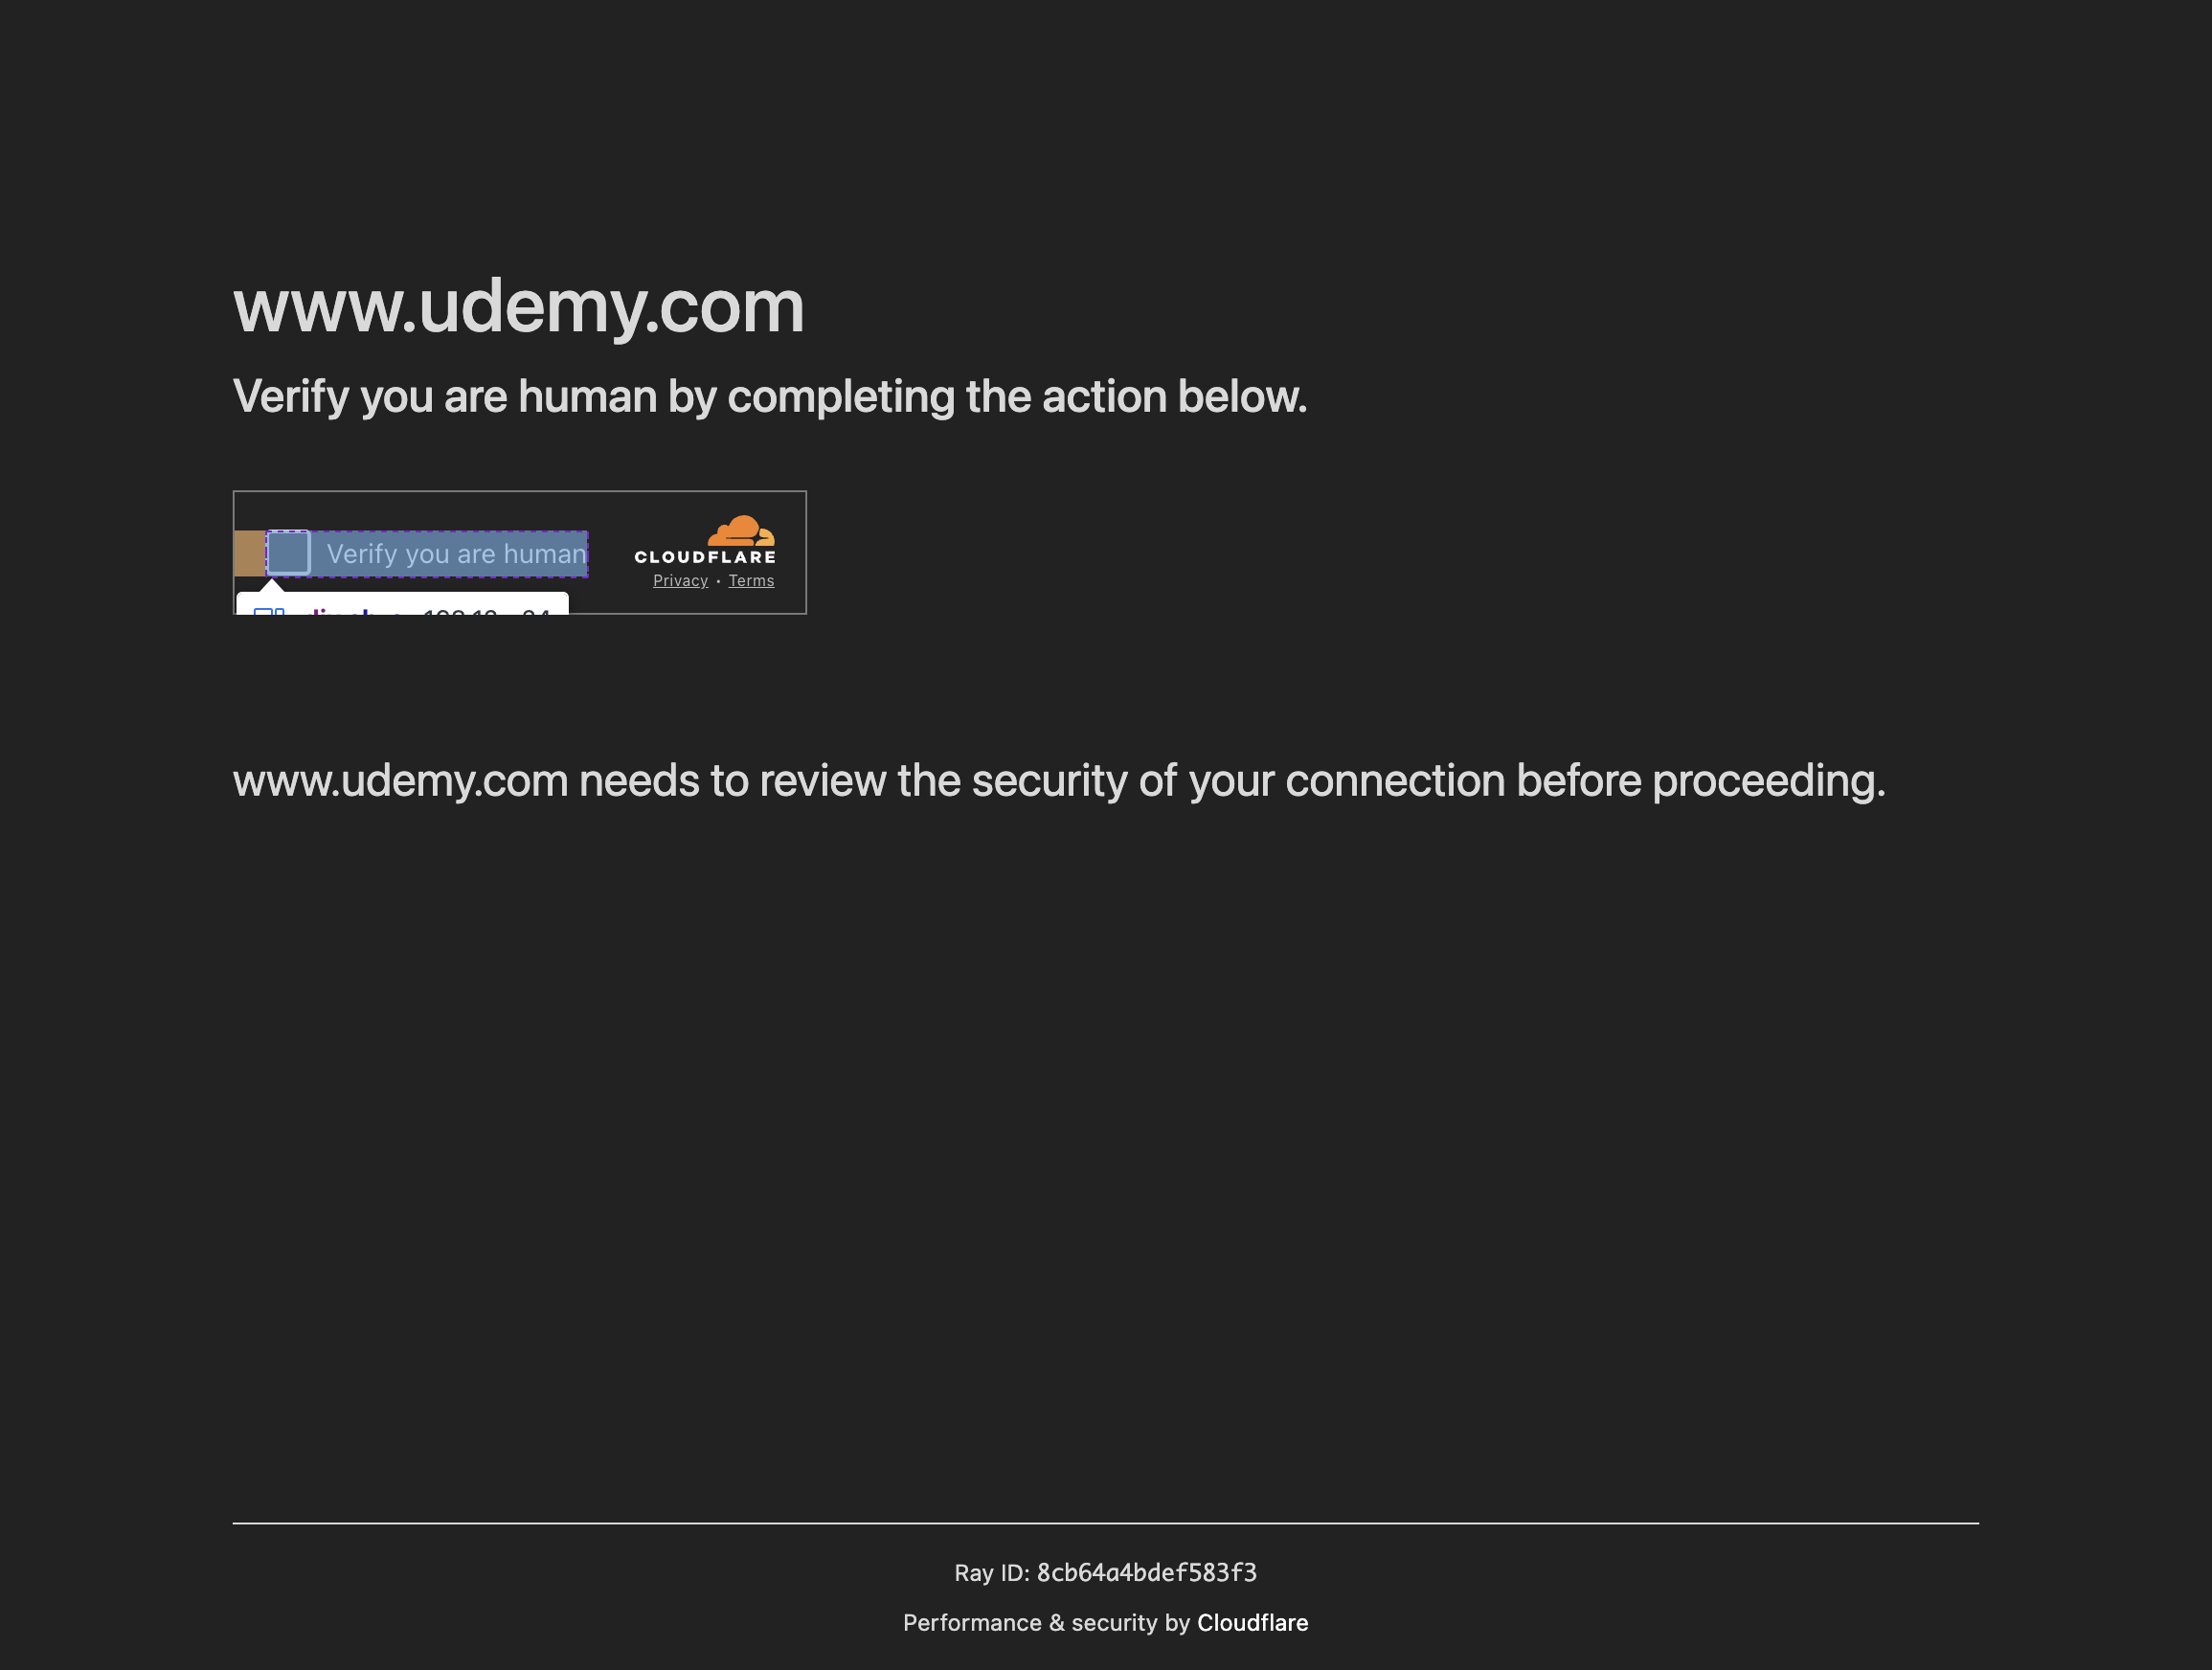 www.udemy.com
Verify you are human by completing the action below.
Verify you are human
CLOUDFLARE
Privacy • Terms
www.udemy.com needs to review the security of your connection before proceeding.
Ray ID: 8cb64a4bdef583f3
Performance & security by Cloudflare